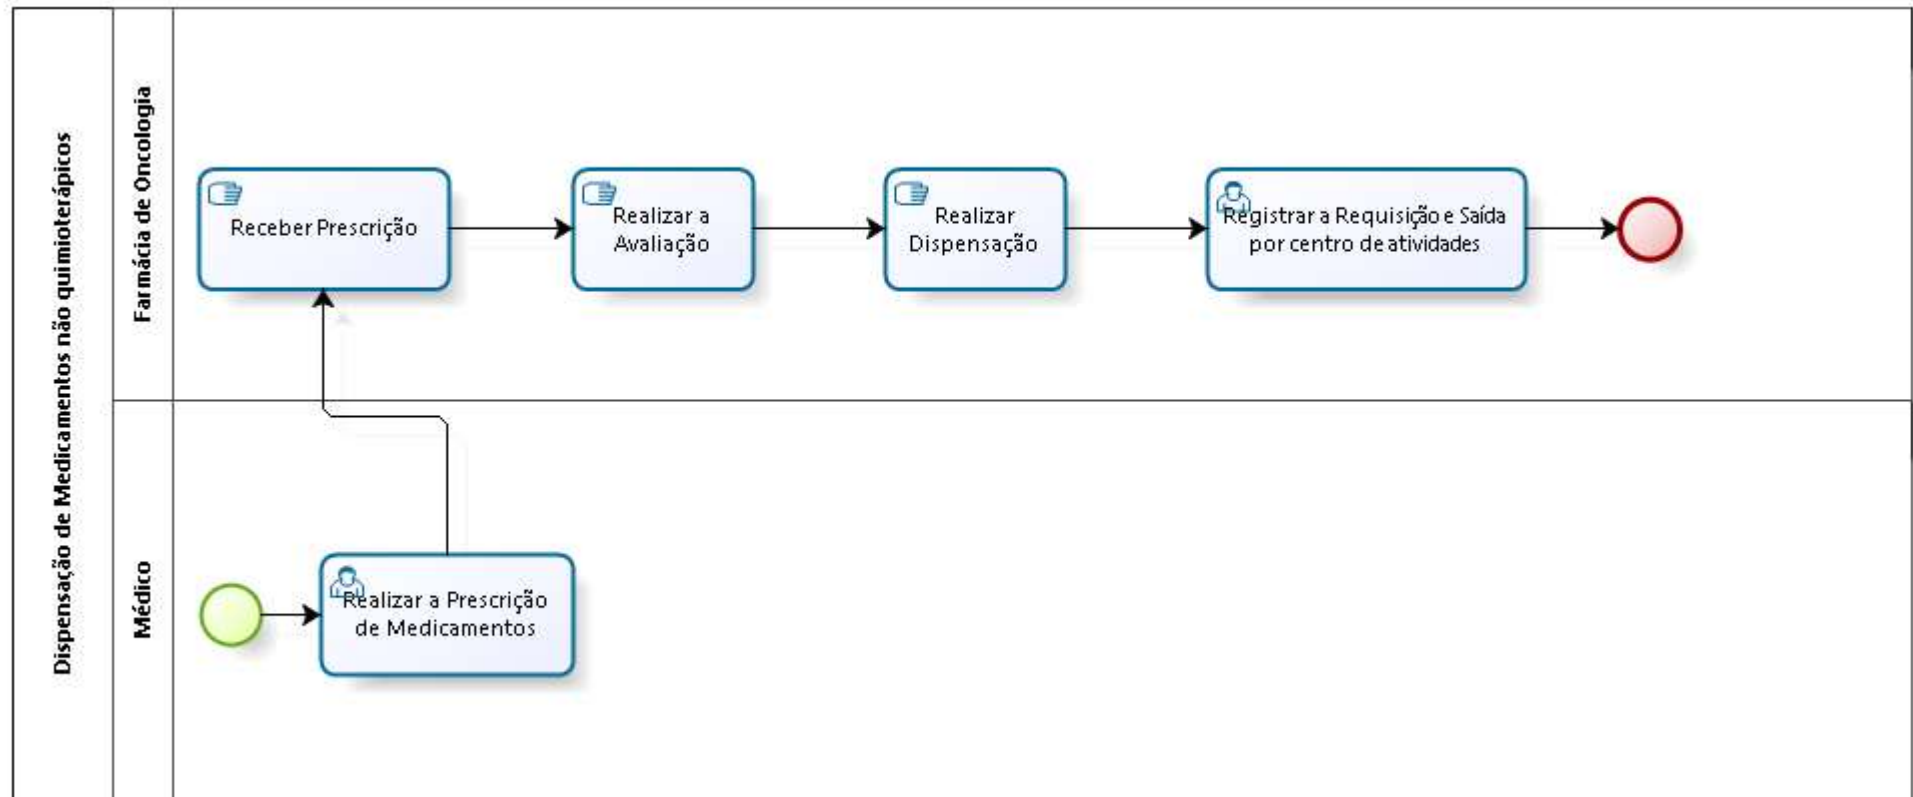 Dispensação de Medicamentos não quimioterápicos
Farmácia de Oncologia
Receber Prescrição
Realizar a
Avaliação
Realizar
Dispensação
Registrar a Requisição e Saída
por centro de atividades
Médico
Realizar a Prescrição
de Medicamentos